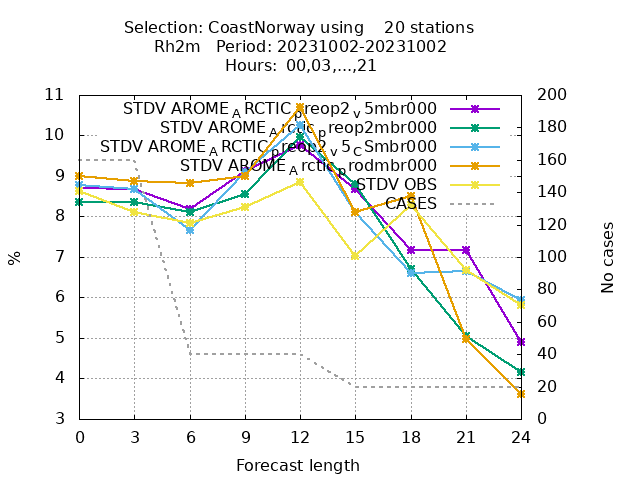 Selection: CoastNorway using    20 stations
Rh2m   Period: 20231002-20231002
Hours:  00,03,...,21
STDV AROME_ARCTIC_preop2_v5mbr000
STDV AROME_Arctic_preop2mbr000
STDV AROME_ARCTIC_preop2_v5_CSmbr000
STDV AROME_Arctic_prodmbr000
STDV OBS
CASES
%
No cases
11
10
9
8
7
6
5
4
3
200
180
160
140
120
100
80
60
40
20
0
0 3 6 9 12 15 18 21 24
Forecast length